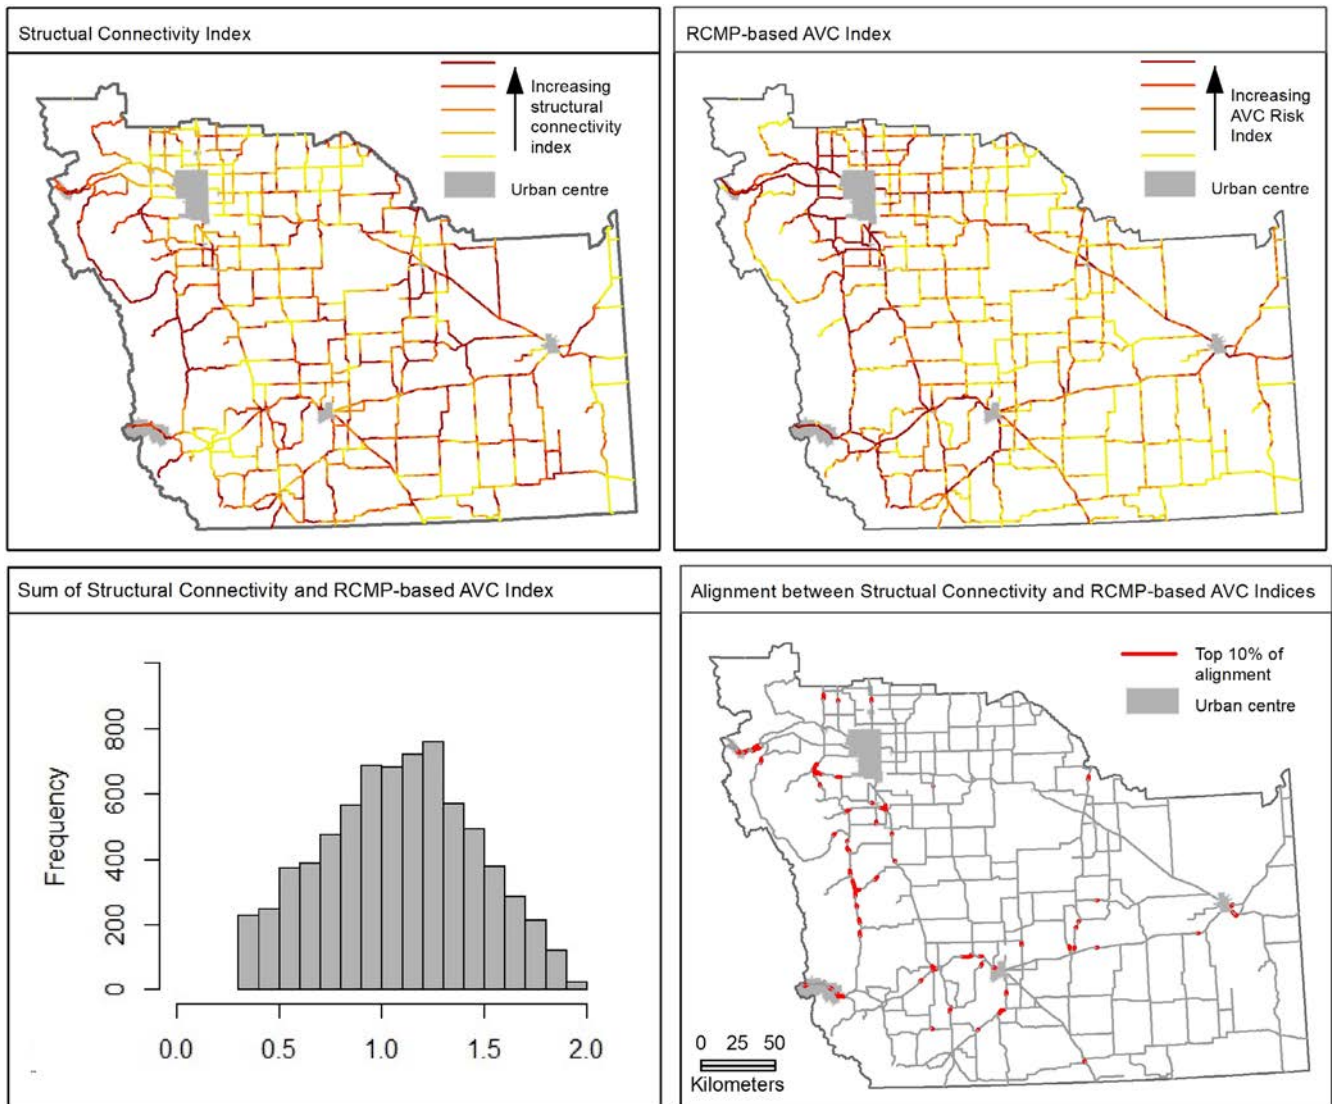 Structual Connectivity Index
Increasing
structural
connectivity
index
Urban centre
RCMP-based AVC Index
Increasing
AVC Risk
Index
Urban centre
Sum of Structural Connectivity and RCMP-based AVC Index
Frequency
800
600
400
200
0
0.0 0.5 1.0 1.5 2.0
Alignment between Structual Connectivity and RCMP-based AVC Indices
Top 10% of
alignment
Urban centre
0 25 50
Kilometers